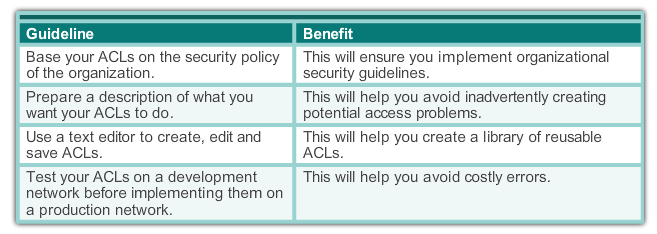 Guideline
Benefit
Base your ACLs on the security policy
of the organization.
This will ensure you implement organizational
security guidelines.
Prepare a description of what you
want your ACLs to do.
This will help you avoid inadvertently creating
potential access problems.
Use a text editor to create, edit and
save ACLs.
This will help you create a library of reusable
ACLs.
Test your ACLs on a development
network before implementing them on
a production network.
This will help you avoid costly errors.